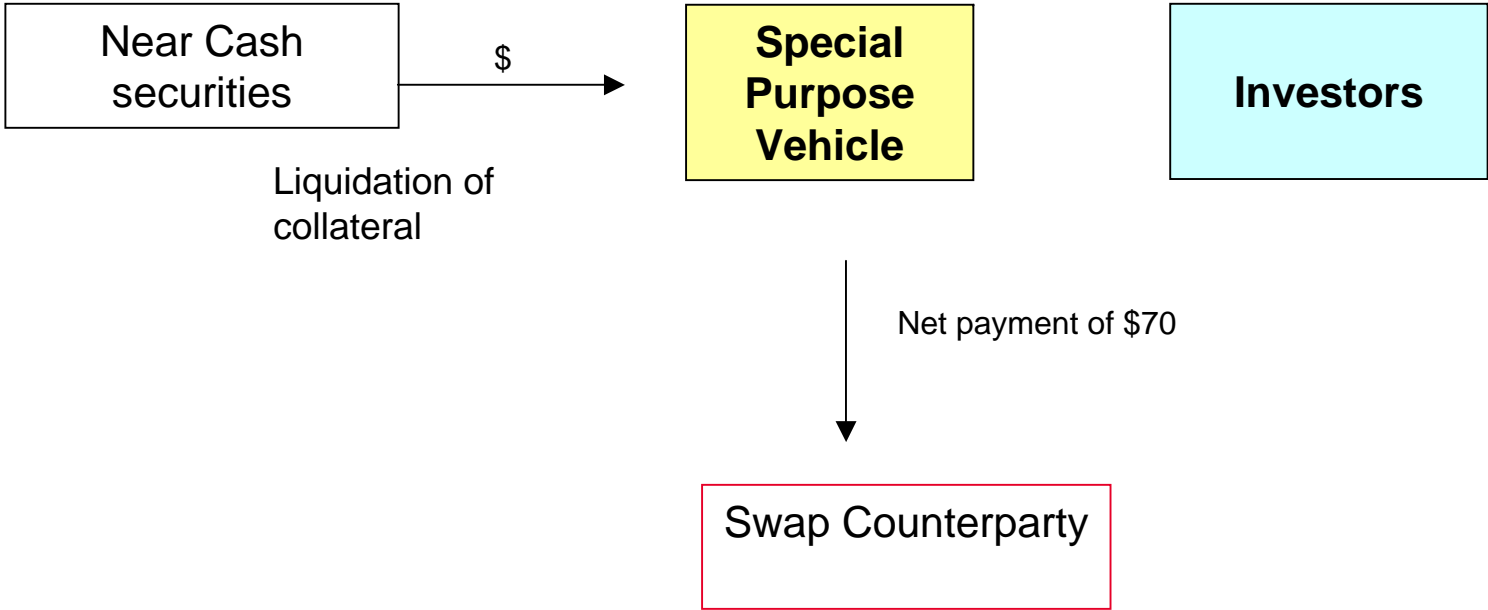 Near Cash
securities
$
Special
Purpose
Vehicle
Investors
Liquidation of
collateral
Net payment of $70
Swap Counterparty